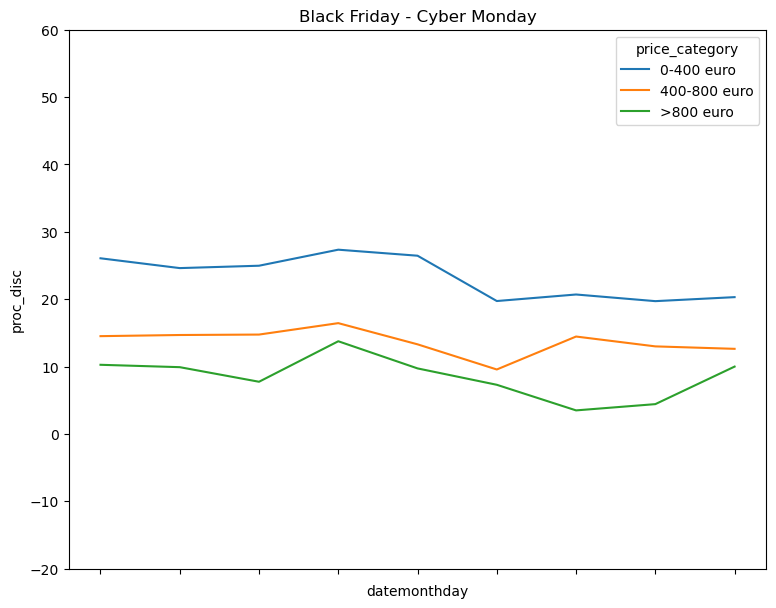 Black Friday - Cyber Monday
price_category
0-400 euro
400-800 euro
>800 euro
proc_disc
60
50
40
30
20
10
0
−10
−20
datemonthday